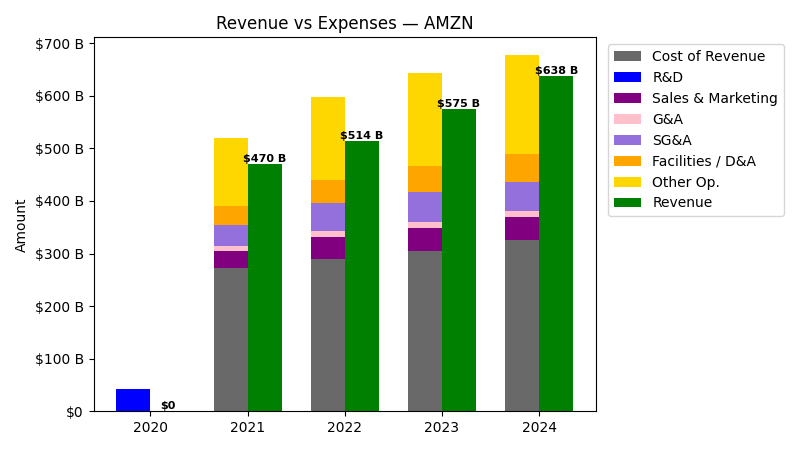 Revenue vs Expenses — AMZN
$700 B
$600 B
$500 B
$400 B
$300 B
$200 B
$100 B
$0
Amount
$0
$470 B
$514 B
$575 B
$638 B
2020
2021
2022
2023
2024
Cost of Revenue
R&D
Sales & Marketing
G&A
SG&A
Facilities / D&A
Other Op.
Revenue